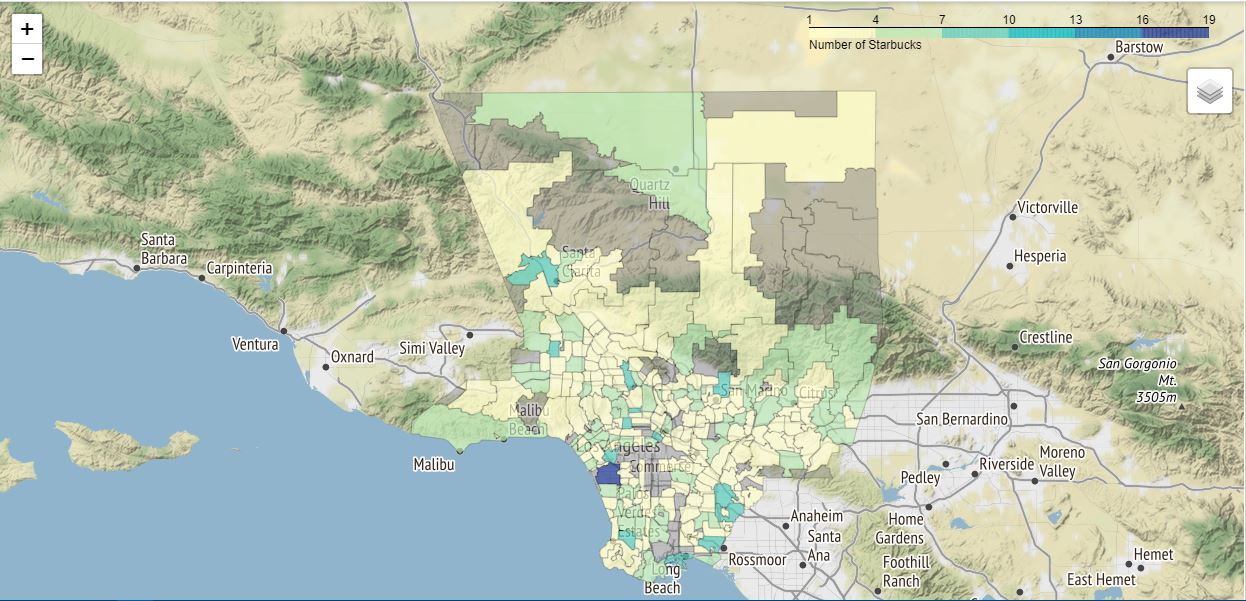 +
−
1 4 7 10 13 16 19
Number of Starbucks
Barstow
Quartz
Hill
Victorville
Santa
Barbara
Carpinteria
Santa
Clarita
Hesperia
Ventura
Oxnard
Simi Valley
Crestline
San Gorgonio
Mt.
3505m
San Marino
Citrus
Malibu
Beach
San Bernardino
Malibu
Commerce
Pedley
Riverside
Moreno
Valley
Palos
Verdes
Estates
Anaheim
Santa
Ana
Home
Gardens
Rossmoor
Foothill
Ranch
Hemet
East Hemet
Long
Beach